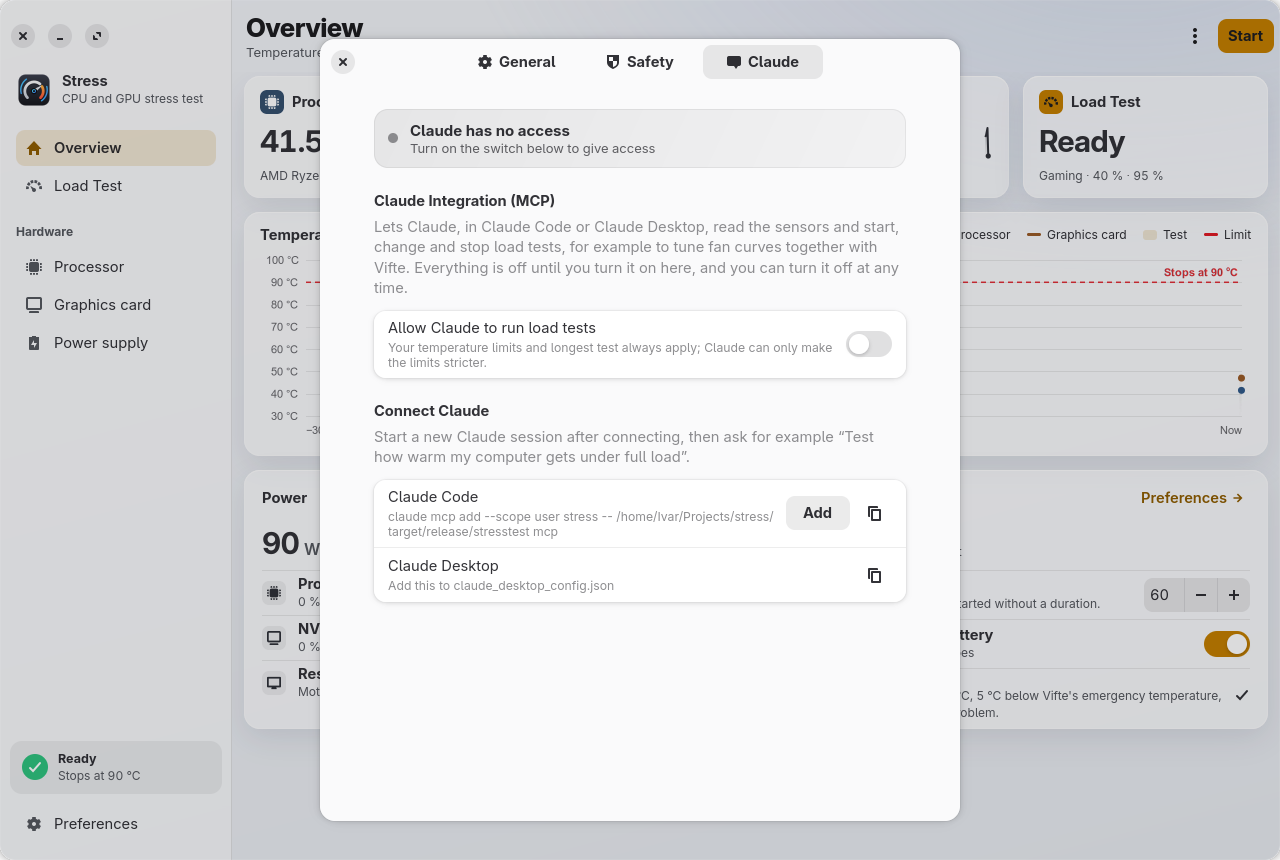 Stress
CPU and GPU stress test
Overview
Load Test
Hardware
Processor
Graphics card
Power supply
Ready
Stops at 90 °C
Preferences
Overview
Temperature
Start
41.5
AMD Ryze
Load Test
Ready
Gaming · 40 % · 95 %
rocessor
Graphics card
Test
Limit
100 °C
90 °C
80 °C
70 °C
60 °C
50 °C
40 °C
30 °C
Stops at 90 °C
Now
Power
90 W
0 %
NV
0 %
Preferences →
tarted without a duration.
60
ttery
°C, 5 °C below Vifte's emergency temperature,
oblem.
General
Safety
Claude
Claude has no access
Turn on the switch below to give access
Claude Integration (MCP)
Lets Claude, in Claude Code or Claude Desktop, read the sensors and start,
change and stop load tests, for example to tune fan curves together with
Vifte. Everything is off until you turn it on here, and you can turn it off at any
time.
Allow Claude to run load tests
Your temperature limits and longest test always apply; Claude can only make
the limits stricter.
Connect Claude
Start a new Claude session after connecting, then ask for example “Test
how warm my computer gets under full load”.
Claude Code
claude mcp add --scope user stress -- /home/Ivar/Projects/stress/
target/release/stresstest mcp
Add
Claude Desktop
Add this to claude_desktop_config.json